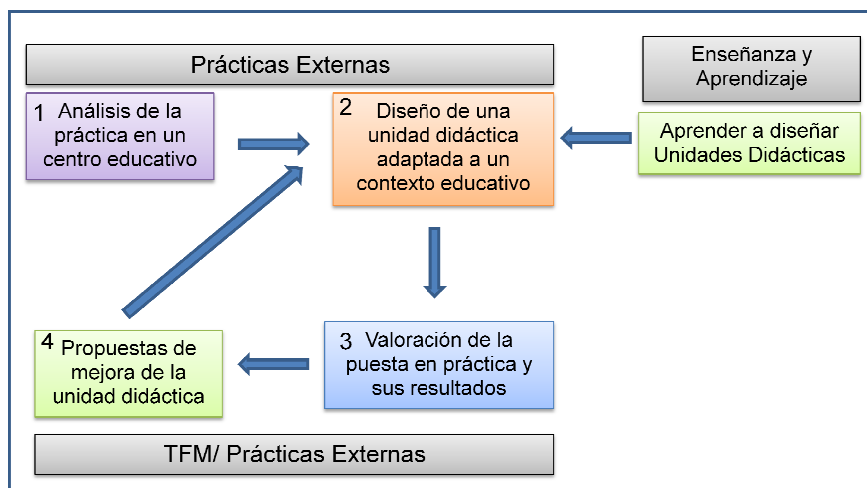 Prácticas Externas
Enseñanza y
Aprendizaje
1 Análisis de la
práctica en un
centro educativo
2 Diseño de una
unidad didáctica
adaptada a un
contexto educativo
Aprender a diseñar
Unidades Didácticas
4 Propuestas de
mejora de la
unidad didáctica
3 Valoración de la
puesta en práctica y
sus resultados
TFM/ Prácticas Externas